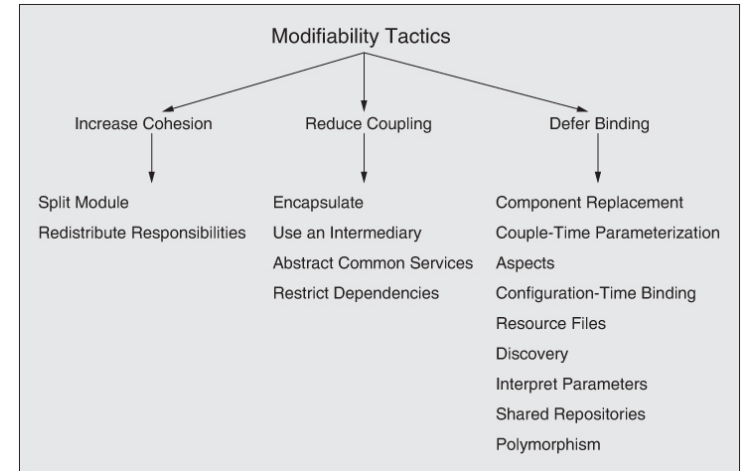 Modifiability Tactics
Increase Cohesion
Reduce Coupling
Defer Binding
Split Module
Redistribute Responsibilities
Encapsulate
Use an Intermediary
Abstract Common Services
Restrict Dependencies
Component Replacement
Couple-Time Parameterization
Aspects
Configuration-Time Binding
Resource Files
Discovery
Interpret Parameters
Shared Repositories
Polymorphism